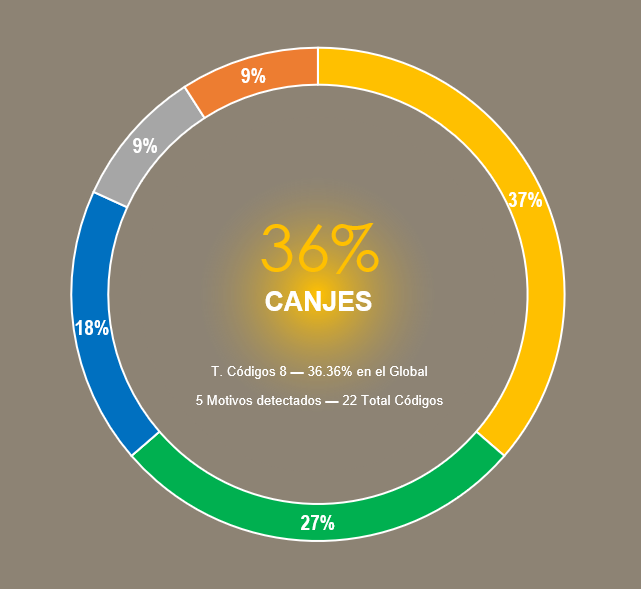 9%
9%
37%
36%
CANJES
18%
T. Códigos 8 — 36.36% en el Global
5 Motivos detectados — 22 Total Códigos
27%